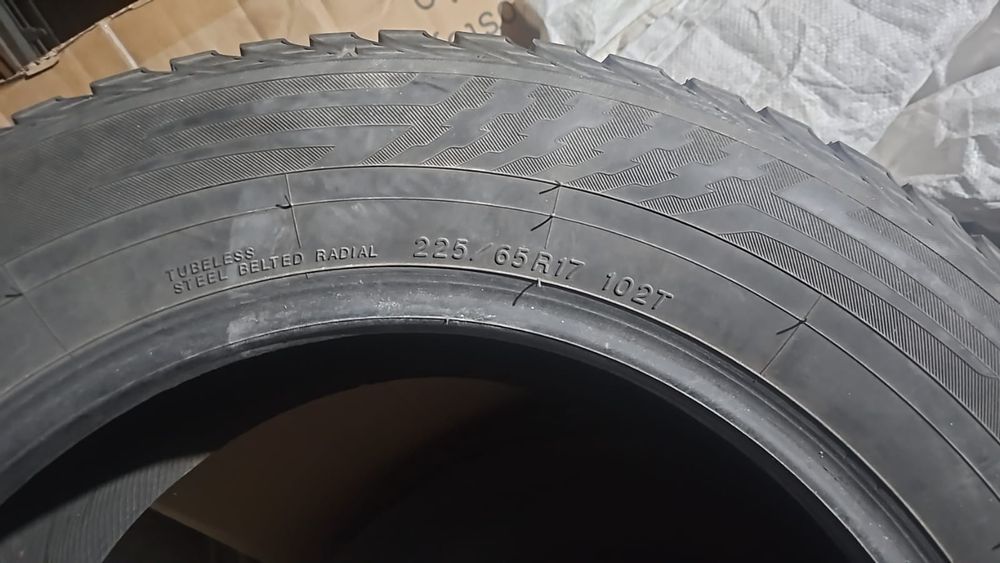 TUBELESS
STEEL BELTED RADIAL
225/65R17 102T